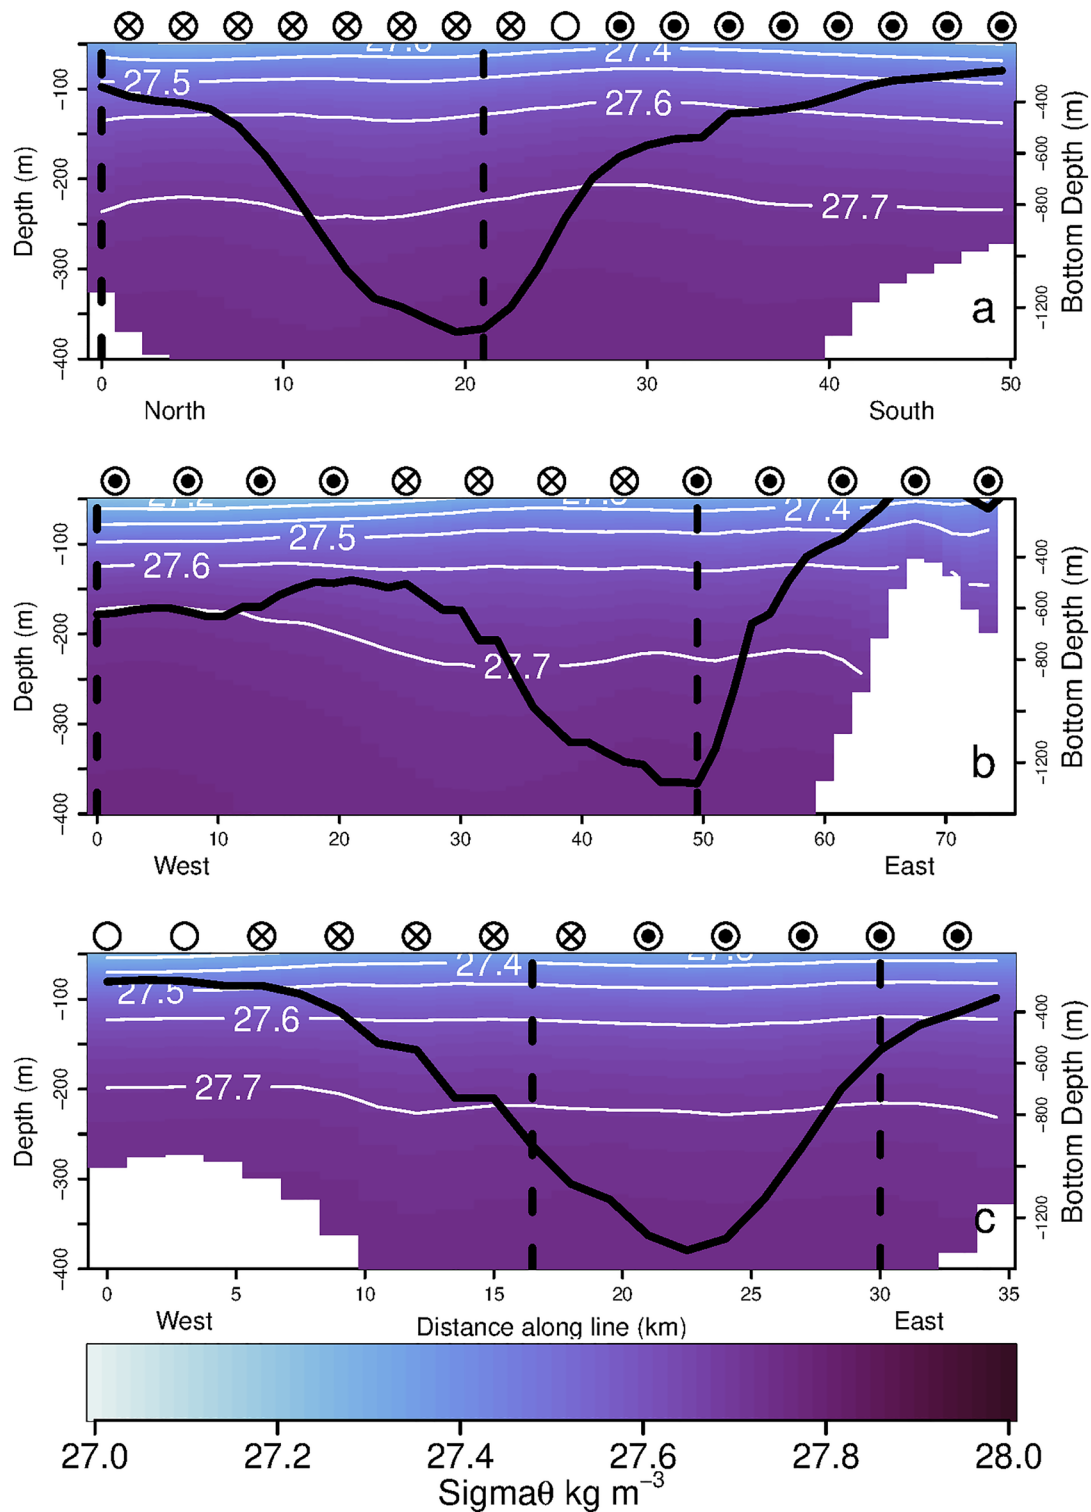 27.4
27.5
27.6
27.7
-100
-200
-300
-400
Depth (m)
-400
-600
-800
-1200
Bottom Depth (m)
a
0 10 20 30 40 50
North South
27.4
27.5
27.6
27.7
-100
-200
-300
-400
Depth (m)
-400
-600
-800
-1200
Bottom Depth (m)
b
0 10 20 30 40 50 60 70
West East
27.4
27.5
27.6
27.7
-100
-200
-300
-400
Depth (m)
-400
-600
-800
-1200
Bottom Depth (m)
c
0 5 10 15 20 25 30 35
West Distance along line (km) East
27.0 27.2 27.4 27.6 27.8 28.0
Sigmaθ kg m⁻³